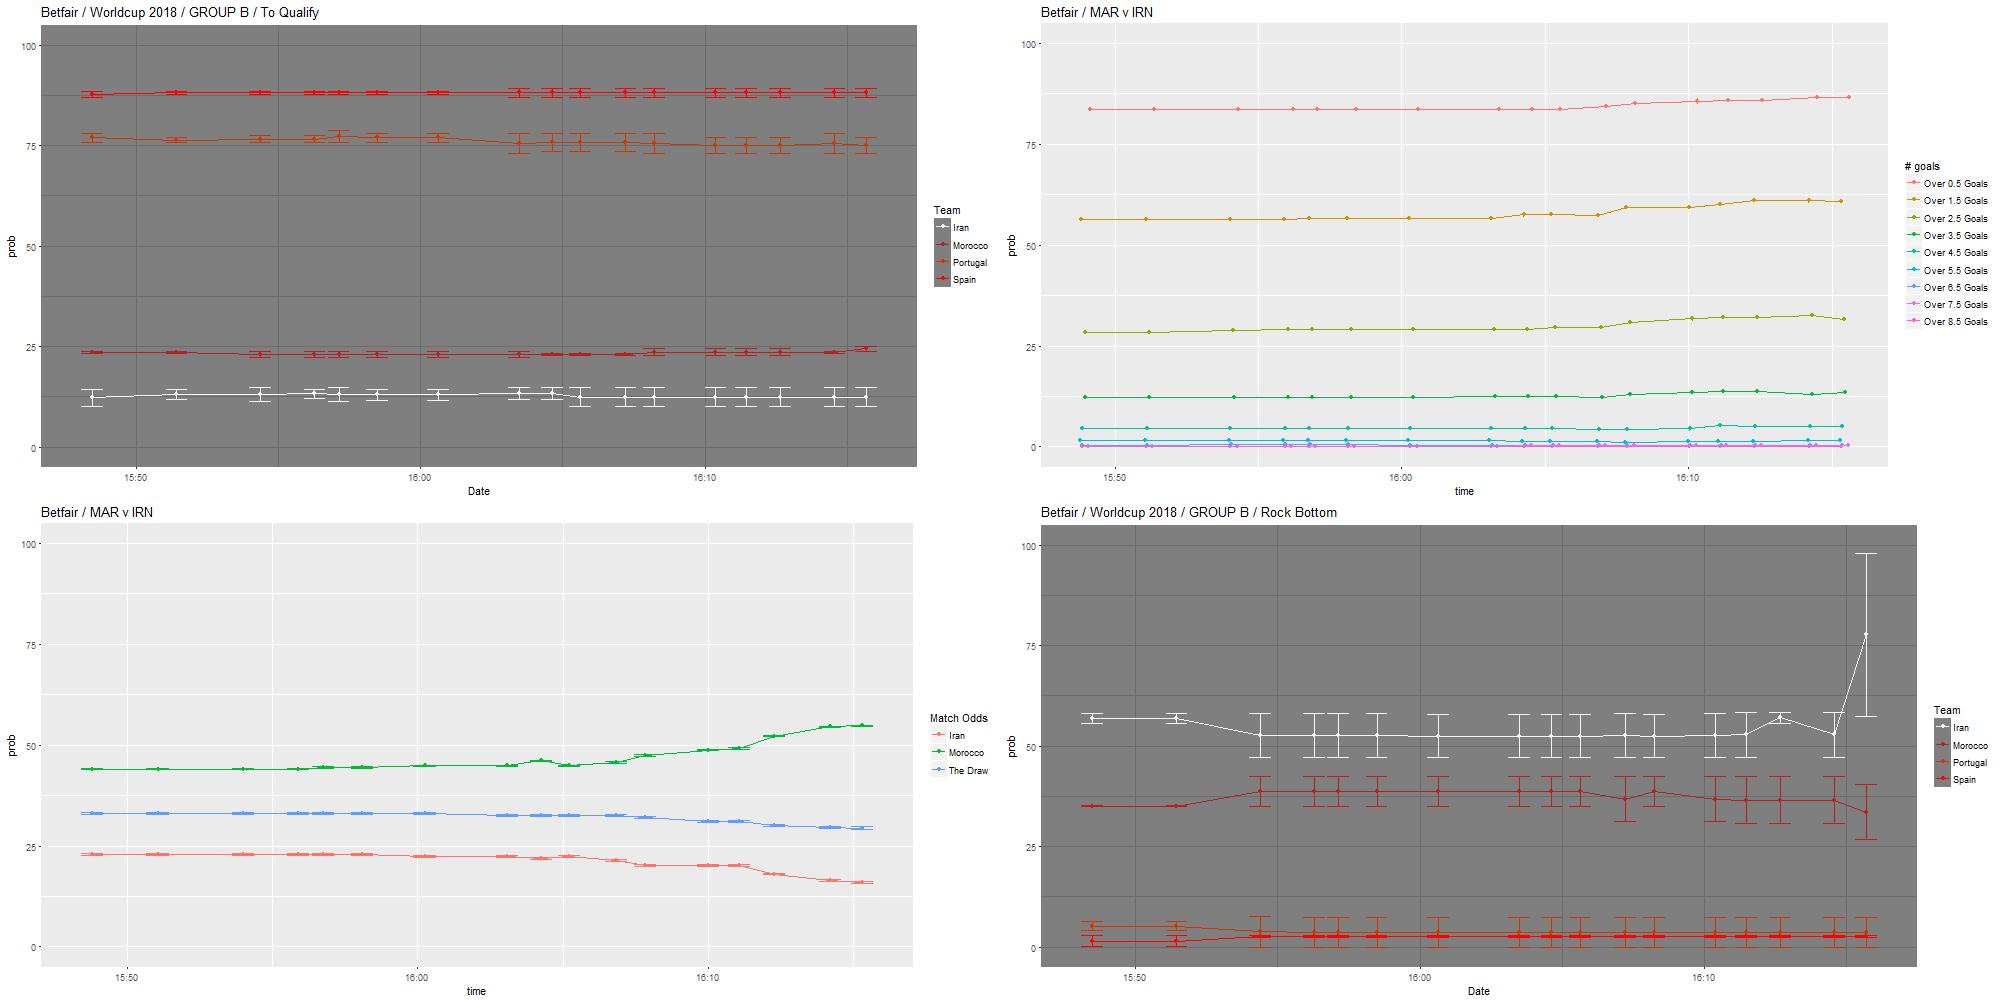 Betfair / Worldcup 2018 / GROUP B / To Qualify
100
75
50
25
0
prob
15:50
16:00
16:10
Date
Team
Iran
Morocco
Portugal
Spain
Betfair / MAR v IRN
100
75
50
25
0
prob
15:50
16:00
16:10
time
# goals
Over 0.5 Goals
Over 1.5 Goals
Over 2.5 Goals
Over 3.5 Goals
Over 4.5 Goals
Over 5.5 Goals
Over 6.5 Goals
Over 7.5 Goals
Over 8.5 Goals
Betfair / MAR v IRN
100
75
50
25
0
prob
15:50
16:00
16:10
time
Match Odds
Iran
Morocco
The Draw
Betfair / Worldcup 2018 / GROUP B / Rock Bottom
100
75
50
25
0
prob
15:50
16:00
16:10
Date
Team
Iran
Morocco
Portugal
Spain